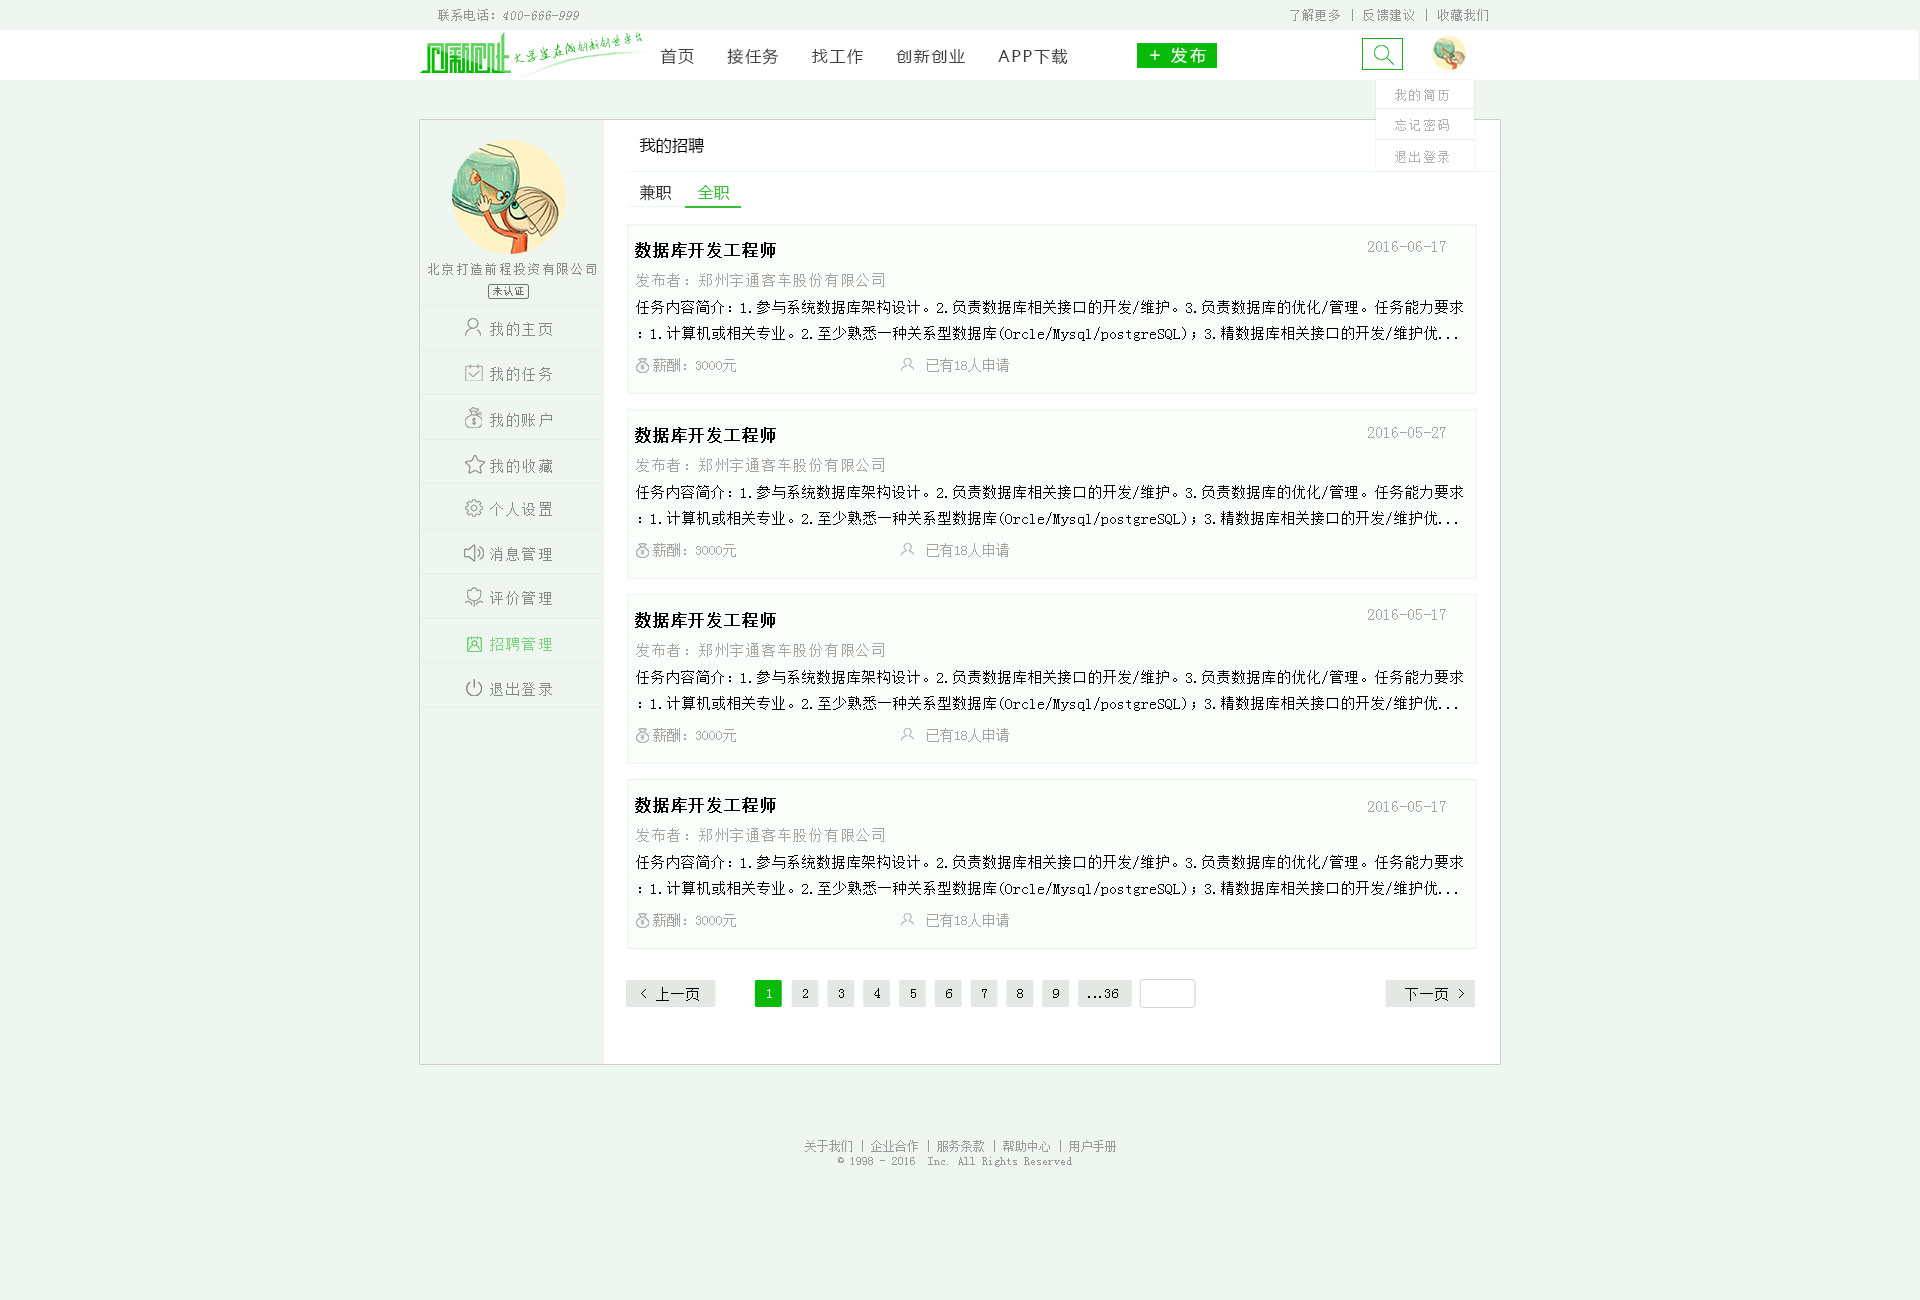 联系电话：400-666-999
了解更多 | 反馈建议 | 收藏我们
大学生在线创新创业平台
首页 接任务 找工作 创新创业 APP下载 + 发布
我的简历
忘记密码
退出登录
北京打造前程投资有限公司
未认证
我的主页
我的任务
我的账户
我的收藏
个人设置
消息管理
评价管理
招聘管理
退出登录
我的招聘
兼职 全职
数据库开发工程师 2016-06-17
发布者：郑州宇通客车股份有限公司
任务内容简介：1.参与系统数据库架构设计。2.负责数据库相关接口的开发/维护。3.负责数据库的优化/管理。任务能力要求
：1.计算机或相关专业。2.至少熟悉一种关系型数据库(Orcle/Mysql/postgreSQL)；3.精数据库相关接口的开发/维护优...
薪酬：3000元 已有18人申请
数据库开发工程师 2016-05-27
发布者：郑州宇通客车股份有限公司
任务内容简介：1.参与系统数据库架构设计。2.负责数据库相关接口的开发/维护。3.负责数据库的优化/管理。任务能力要求
：1.计算机或相关专业。2.至少熟悉一种关系型数据库(Orcle/Mysql/postgreSQL)；3.精数据库相关接口的开发/维护优...
薪酬：3000元 已有18人申请
数据库开发工程师 2016-05-17
发布者：郑州宇通客车股份有限公司
任务内容简介：1.参与系统数据库架构设计。2.负责数据库相关接口的开发/维护。3.负责数据库的优化/管理。任务能力要求
：1.计算机或相关专业。2.至少熟悉一种关系型数据库(Orcle/Mysql/postgreSQL)；3.精数据库相关接口的开发/维护优...
薪酬：3000元 已有18人申请
数据库开发工程师 2016-05-17
发布者：郑州宇通客车股份有限公司
任务内容简介：1.参与系统数据库架构设计。2.负责数据库相关接口的开发/维护。3.负责数据库的优化/管理。任务能力要求
：1.计算机或相关专业。2.至少熟悉一种关系型数据库(Orcle/Mysql/postgreSQL)；3.精数据库相关接口的开发/维护优...
薪酬：3000元 已有18人申请
< 上一页 1 2 3 4 5 6 7 8 9 ...36 下一页 >
关于我们 | 企业合作 | 服务条款 | 帮助中心 | 用户手册
© 1998 - 2016 Inc. All Rights Reserved